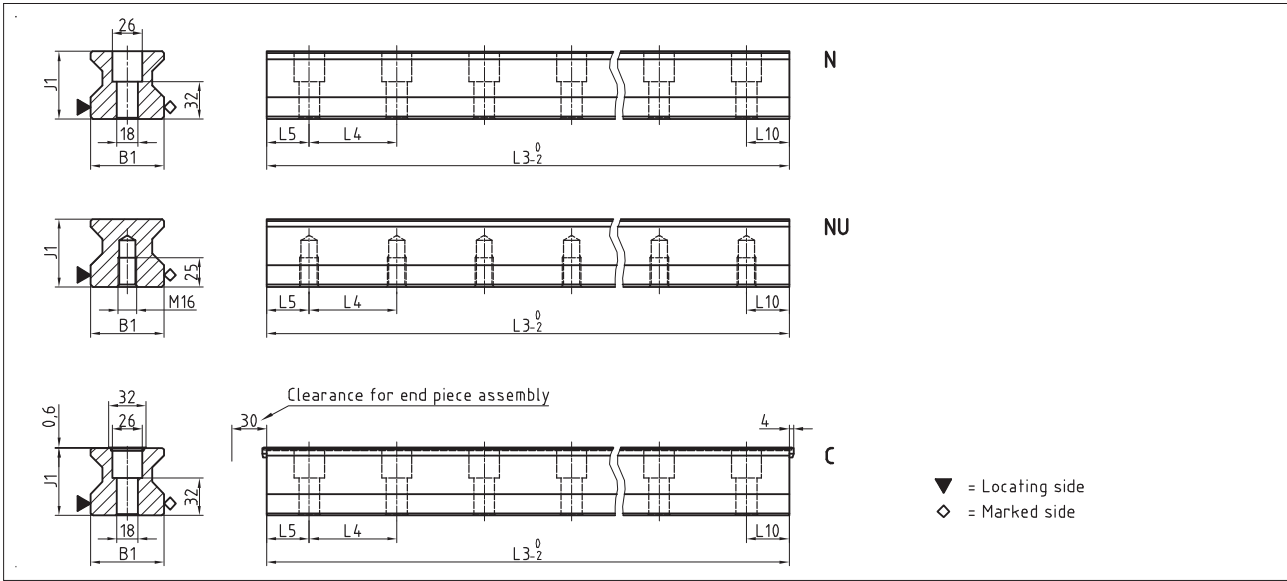 26
N
J1
32
18
B1
L5
L4
L10
L3 0 -2
NU
J1
25
M16
B1
L5
L4
L10
L3 0 -2
Clearance for end piece assembly
32
0,6
26
30
4
C
J1
32
18
B1
L5
L4
L10
L3 0 -2
▼ = Locating side
◇ = Marked side